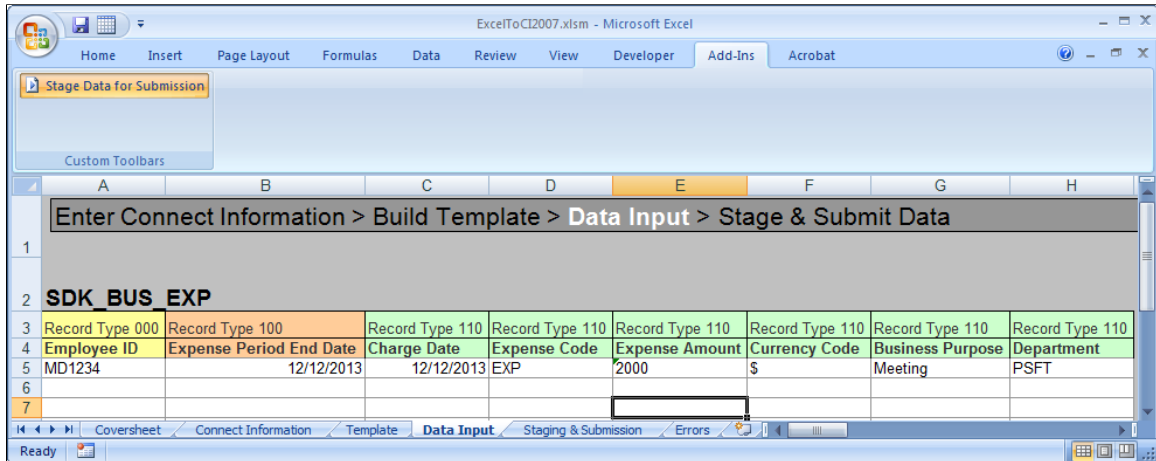 ExcelToCI2007.xlsm - Microsoft Excel
Home Insert Page Layout Formulas Data Review View Developer Add-Ins Acrobat
Stage Data for Submission
Custom Toolbars
A B C D E F G H
1 Enter Connect Information > Build Template > Data Input > Stage & Submit Data
2 SDK_BUS_EXP
3 Record Type 000 Record Type 100 Record Type 110 Record Type 110 Record Type 110 Record Type 110 Record Type 110 Record Type 110
4 Employee ID Expense Period End Date Charge Date Expense Code Expense Amount Currency Code Business Purpose Department
5 MD1234 12/12/2013 12/12/2013 EXP 2000 $ Meeting PSFT
6
7
Coversheet Connect Information Template Data Input Staging & Submission Errors
Ready